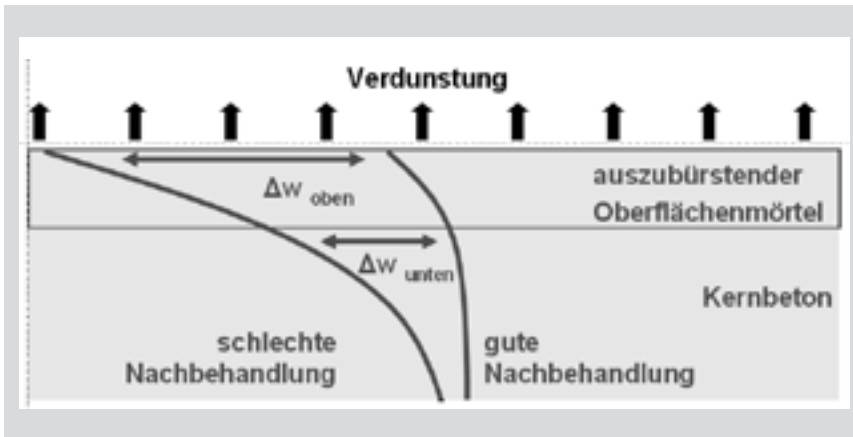 Verdunstung
Δw oben
auszubürstender
Oberflächenmörtel
Δw unten
Kernbeton
schlechte
Nachbehandlung
gute
Nachbehandlung